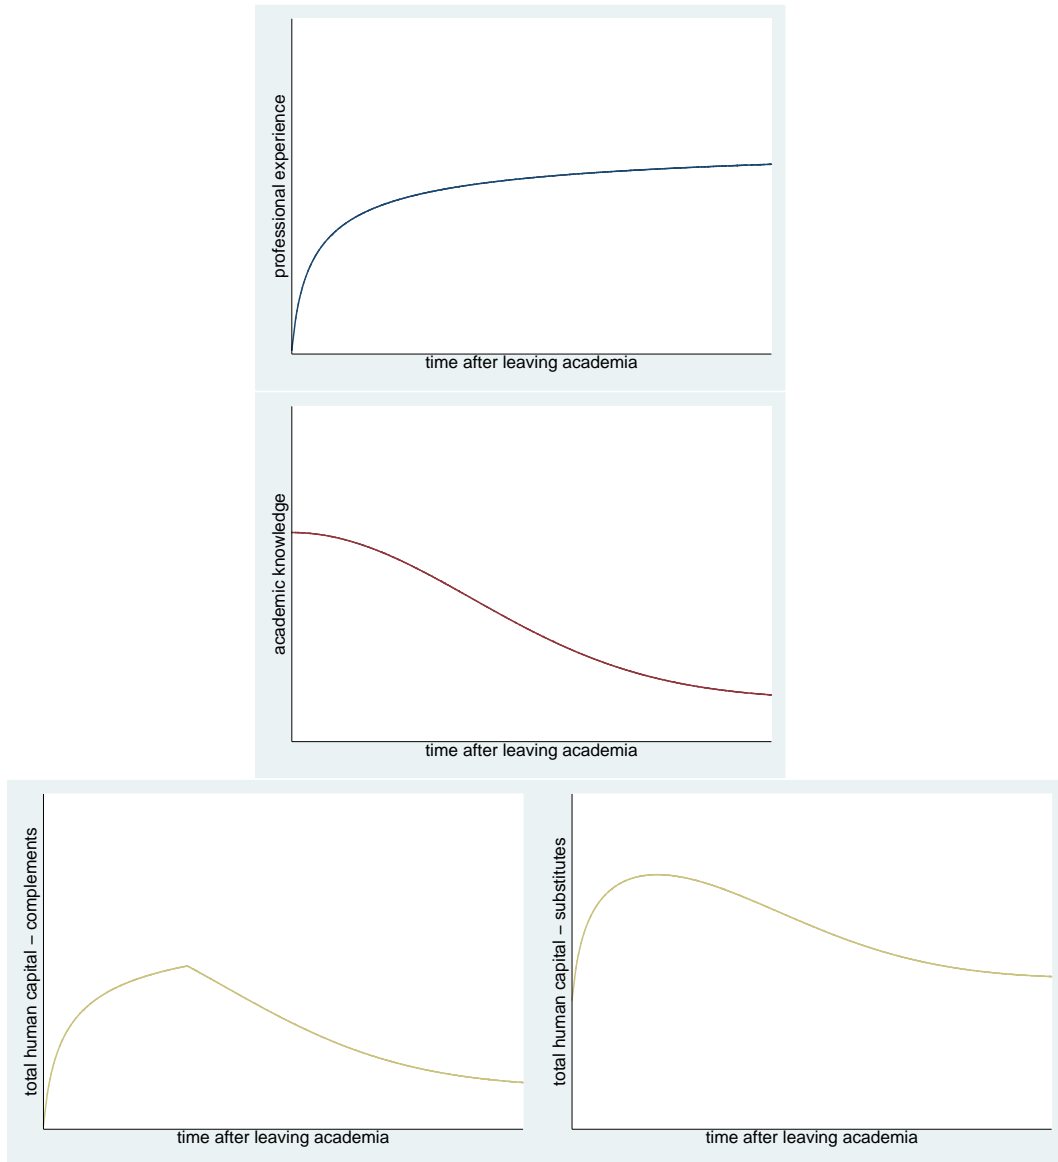 professional experience
time after leaving academia
academic knowledge
time after leaving academia
total human capital – complements
time after leaving academia
total human capital – substitutes
time after leaving academia